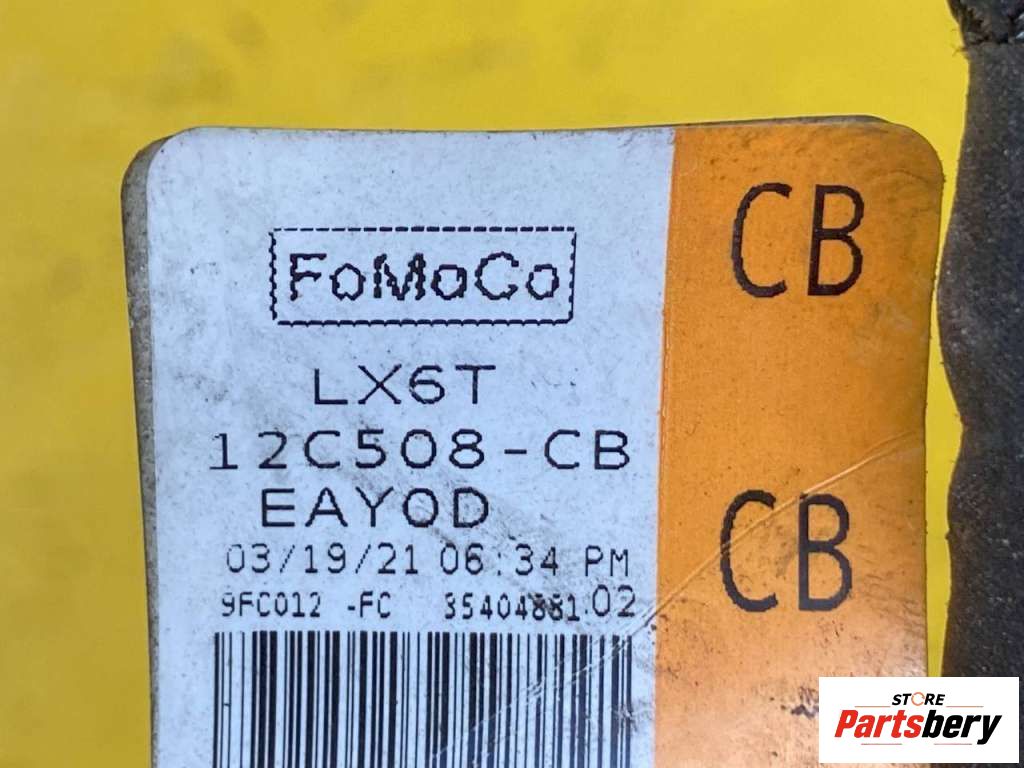 FoMoCo
LX6T
12C508-CB
EAY0D
03/19/21 06:34 PM
9FC012 -FC 35404881.02
CB
CB
STORE
Partsbery